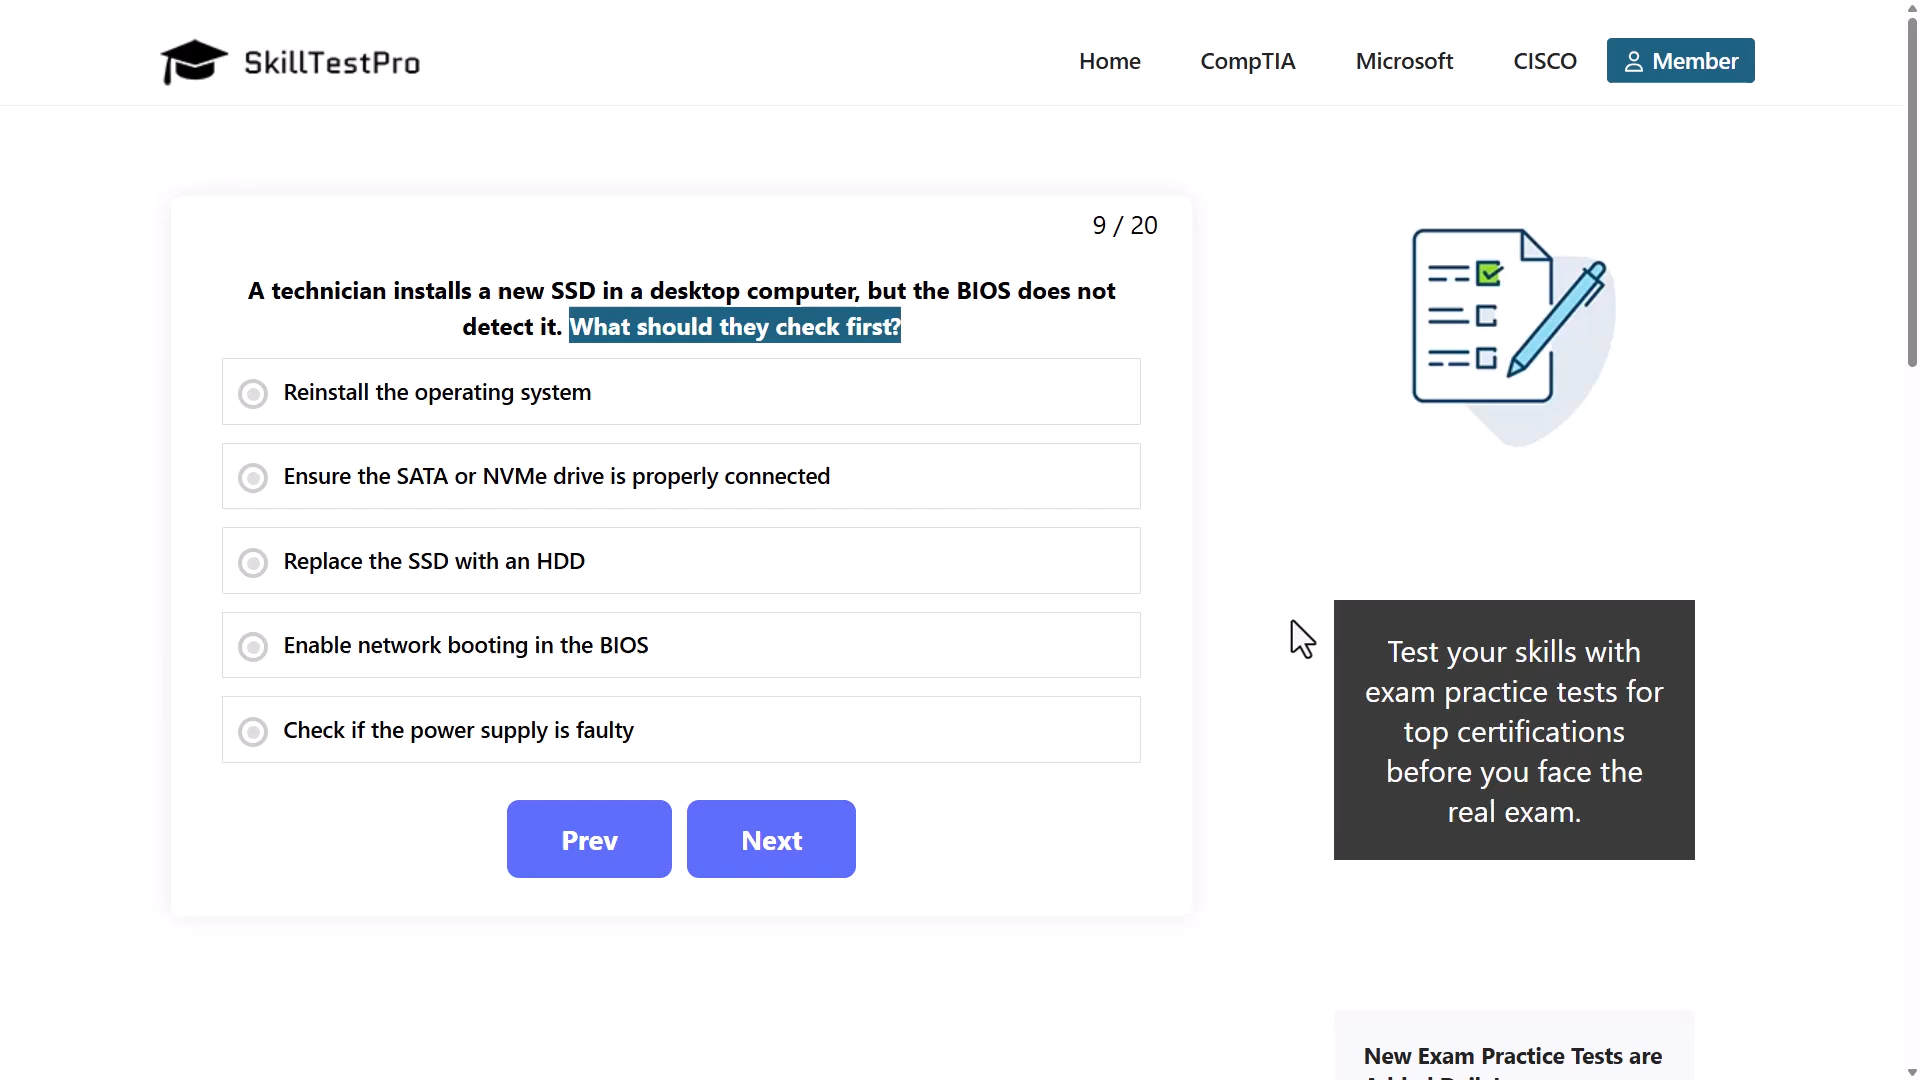 SkillTestPro
Home
CompTIA
Microsoft
CISCO
Member
9 / 20
A technician installs a new SSD in a desktop computer, but the BIOS does not
detect it. What should they check first?
Reinstall the operating system
Ensure the SATA or NVMe drive is properly connected
Replace the SSD with an HDD
Enable network booting in the BIOS
Check if the power supply is faulty
Prev
Next
Test your skills with
exam practice tests for
top certifications
before you face the
real exam.
New Exam Practice Tests are